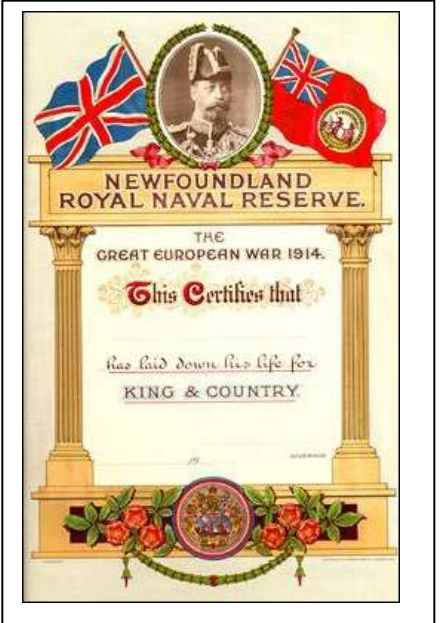 NEWFOUNDLAND
ROYAL NAVAL RESERVE.
THE
GREAT EUROPEAN WAR 1914.
This Certifies that
has laid down his life for
KING & COUNTRY.
19
GOVERNOR